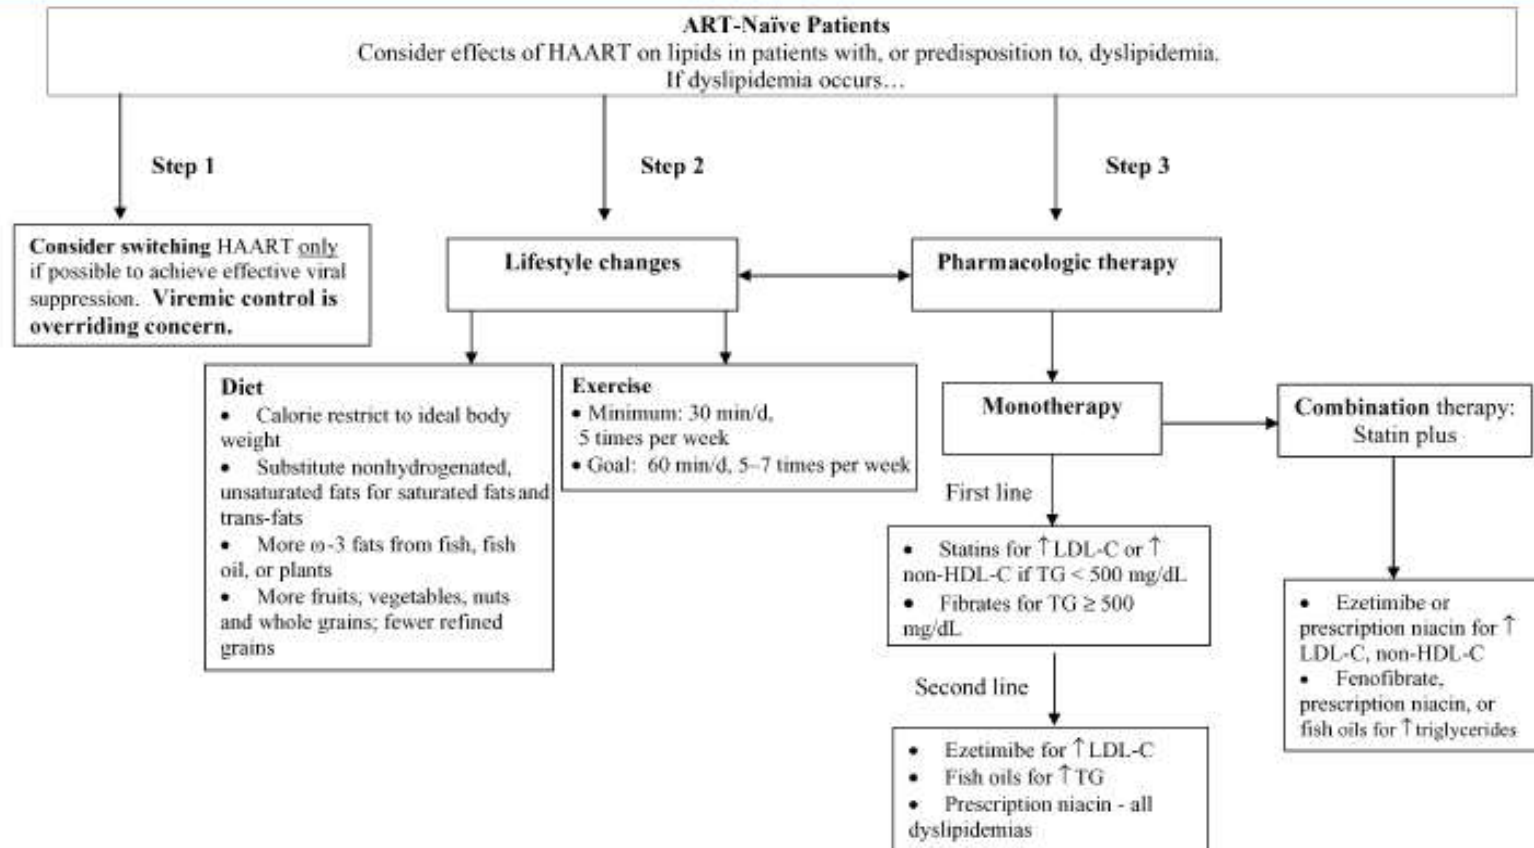 ART-Naïve Patients
Consider effects of HAART on lipids in patients with, or predisposition to, dyslipidemia.
If dyslipidemia occurs…
Step 1
Step 2
Step 3
Consider switching HAART only
if possible to achieve effective viral
suppression. Viremic control is
overriding concern.
Lifestyle changes
Pharmacologic therapy
Diet
• Calorie restrict to ideal body
weight
• Substitute nonhydrogenated,
unsaturated fats for saturated fats and
trans-fats
• More ω-3 fats from fish, fish
oil, or plants
• More fruits, vegetables, nuts
and whole grains; fewer refined
grains
Exercise
• Minimum: 30 min/d,
5 times per week
• Goal: 60 min/d, 5–7 times per week
Monotherapy
Combination therapy:
Statin plus
First line
• Statins for ↑LDL-C or ↑
non-HDL-C if TG < 500 mg/dL
• Fibrates for TG ≥ 500
mg/dL
Second line
• Ezetimibe for ↑LDL-C
• Fish oils for ↑TG
• Prescription niacin - all
dyslipidemias
• Ezetimibe or
prescription niacin for ↑
LDL-C, non-HDL-C
• Fenofibrate,
prescription niacin, or
fish oils for ↑triglycerides